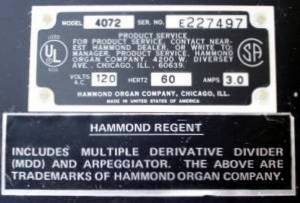 MODEL 4072 SER. NO. E227497
PRODUCT SERVICE
FOR PRODUCT SERVICE, CONTACT NEAR-
EST HAMMOND DEALER, OR WRITE TO:
MANAGER, PRODUCT SERVICE, HAMMOND
ORGAN COMPANY, 4200 W. DIVERSEY
AVE., CHICAGO, ILL. 60639.
VOLTS A.C. 120 HERTZ 60 AMPS 3.0
HAMMOND ORGAN COMPANY, CHICAGO, ILL.
MADE IN UNITED STATES OF AMERICA
UL
SA
HAMMOND REGENT
INCLUDES MULTIPLE DERIVATIVE DIVIDER
(MDD) AND ARPEGGIATOR. THE ABOVE ARE
TRADEMARKS OF HAMMOND ORGAN COMPANY.